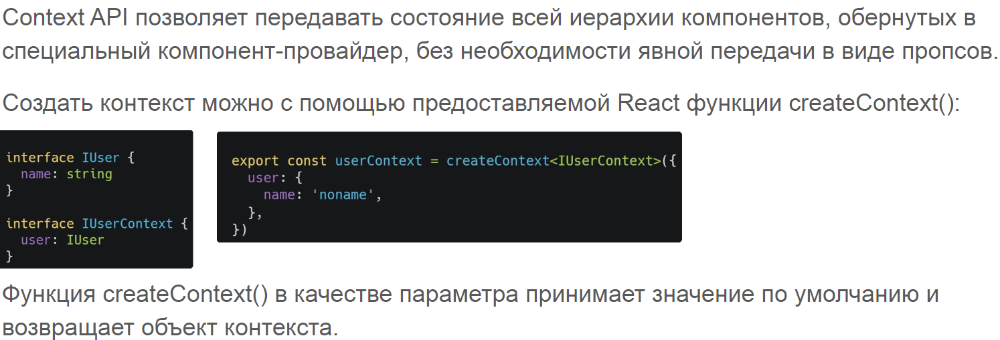 Context API позволяет передавать состояние всей иерархии компонентов, обернутых в
специальный компонент-провайдер, без необходимости явной передачи в виде пропсов.
Создать контекст можно с помощью предоставляемой React функции createContext():
interface IUser {
  name: string
}
interface IUserContext {
  user: IUser
}
export const userContext = createContext<IUserContext>({
  user: {
    name: 'noname',
  },
})
Функция createContext() в качестве параметра принимает значение по умолчанию и
возвращает объект контекста.